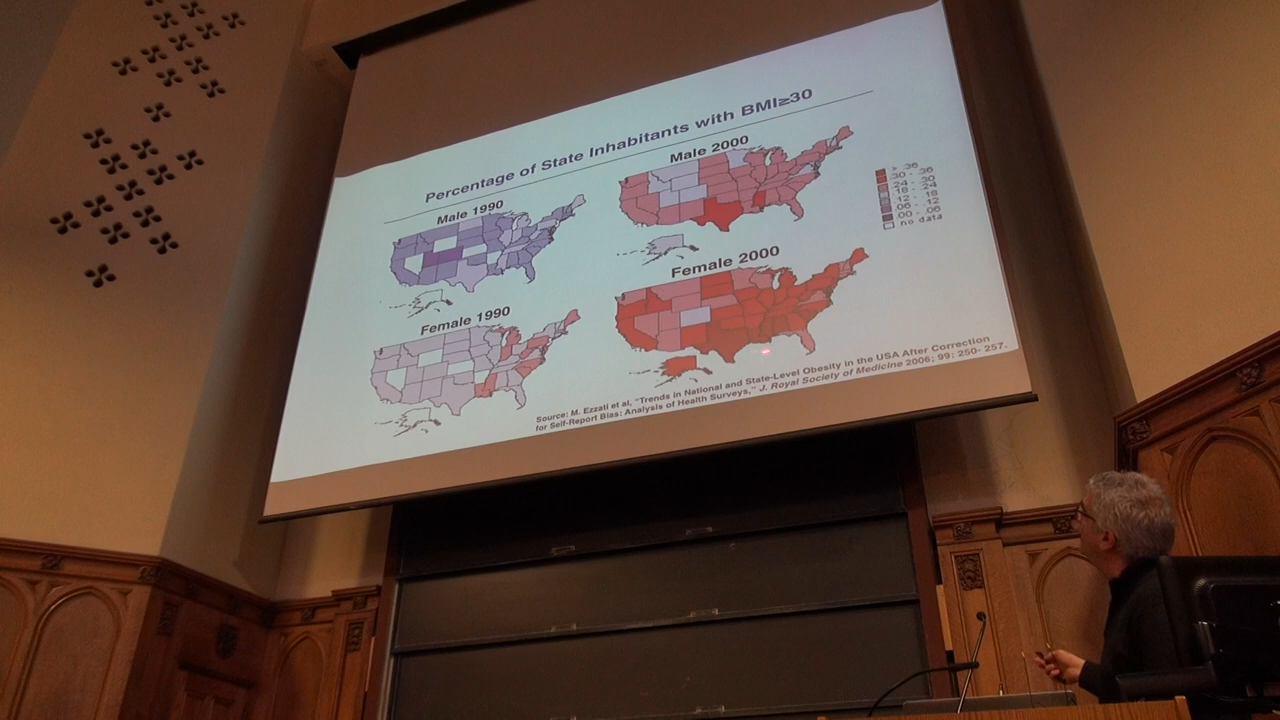 Percentage of State Inhabitants with BMI≥30
Male 1990
Male 2000
> .36
.30 - .36
.24 - .30
.18 - .24
.12 - .18
.06 - .12
.00 - .06
no data
Female 1990
Female 2000
Source: M. Ezzati et al, "Trends in National and State-Level Obesity in the USA After Correction
for Self-Report Bias: Analysis of Health Surveys," J. Royal Society of Medicine 2006; 99: 250- 257.